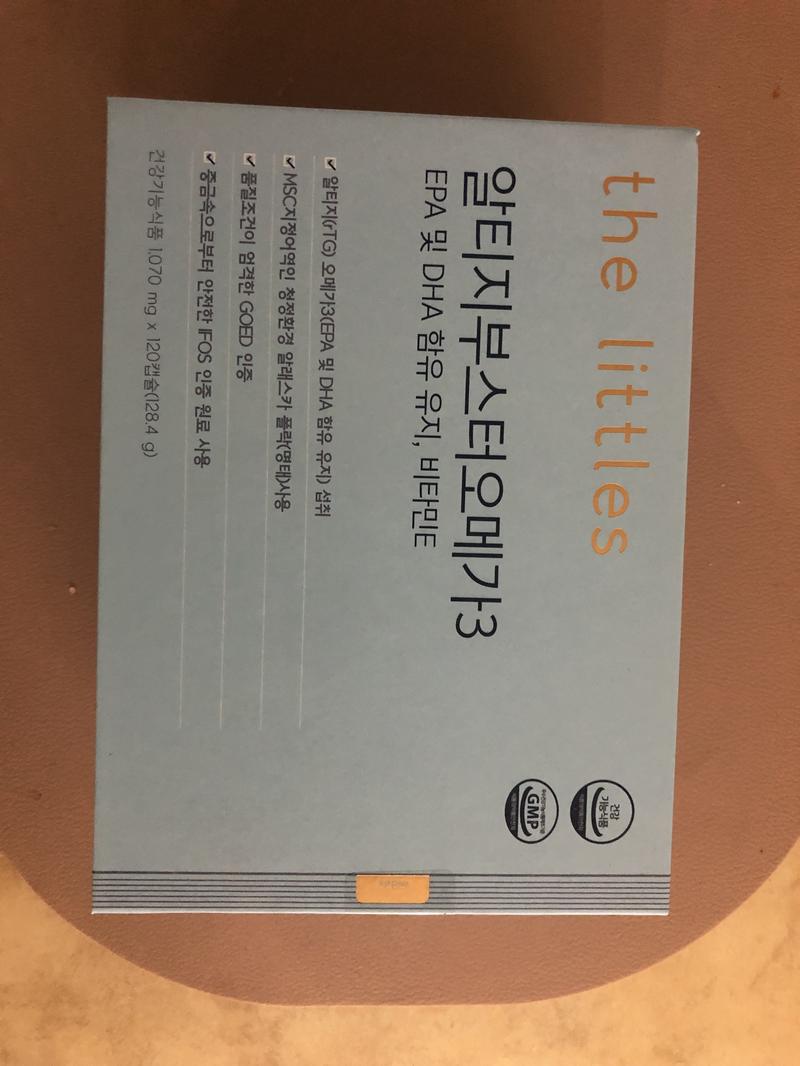 the littles
알티지부스터오메가3
EPA 및 DHA 함유 유지, 비타민E
알티지(rTG) 오메가3(EPA 및 DHA 함유 유지) 섭취
MSC지정어역인 청정환경 알래스카 폴락(명태)사용
품질조건이 엄격한 GOED 인증
중금속으로부터 안전한 IFOS 인증 원료 사용
건강기능식품 1,070 mg x 120캡슐(128.4 g)
건강
기능식품
GMP